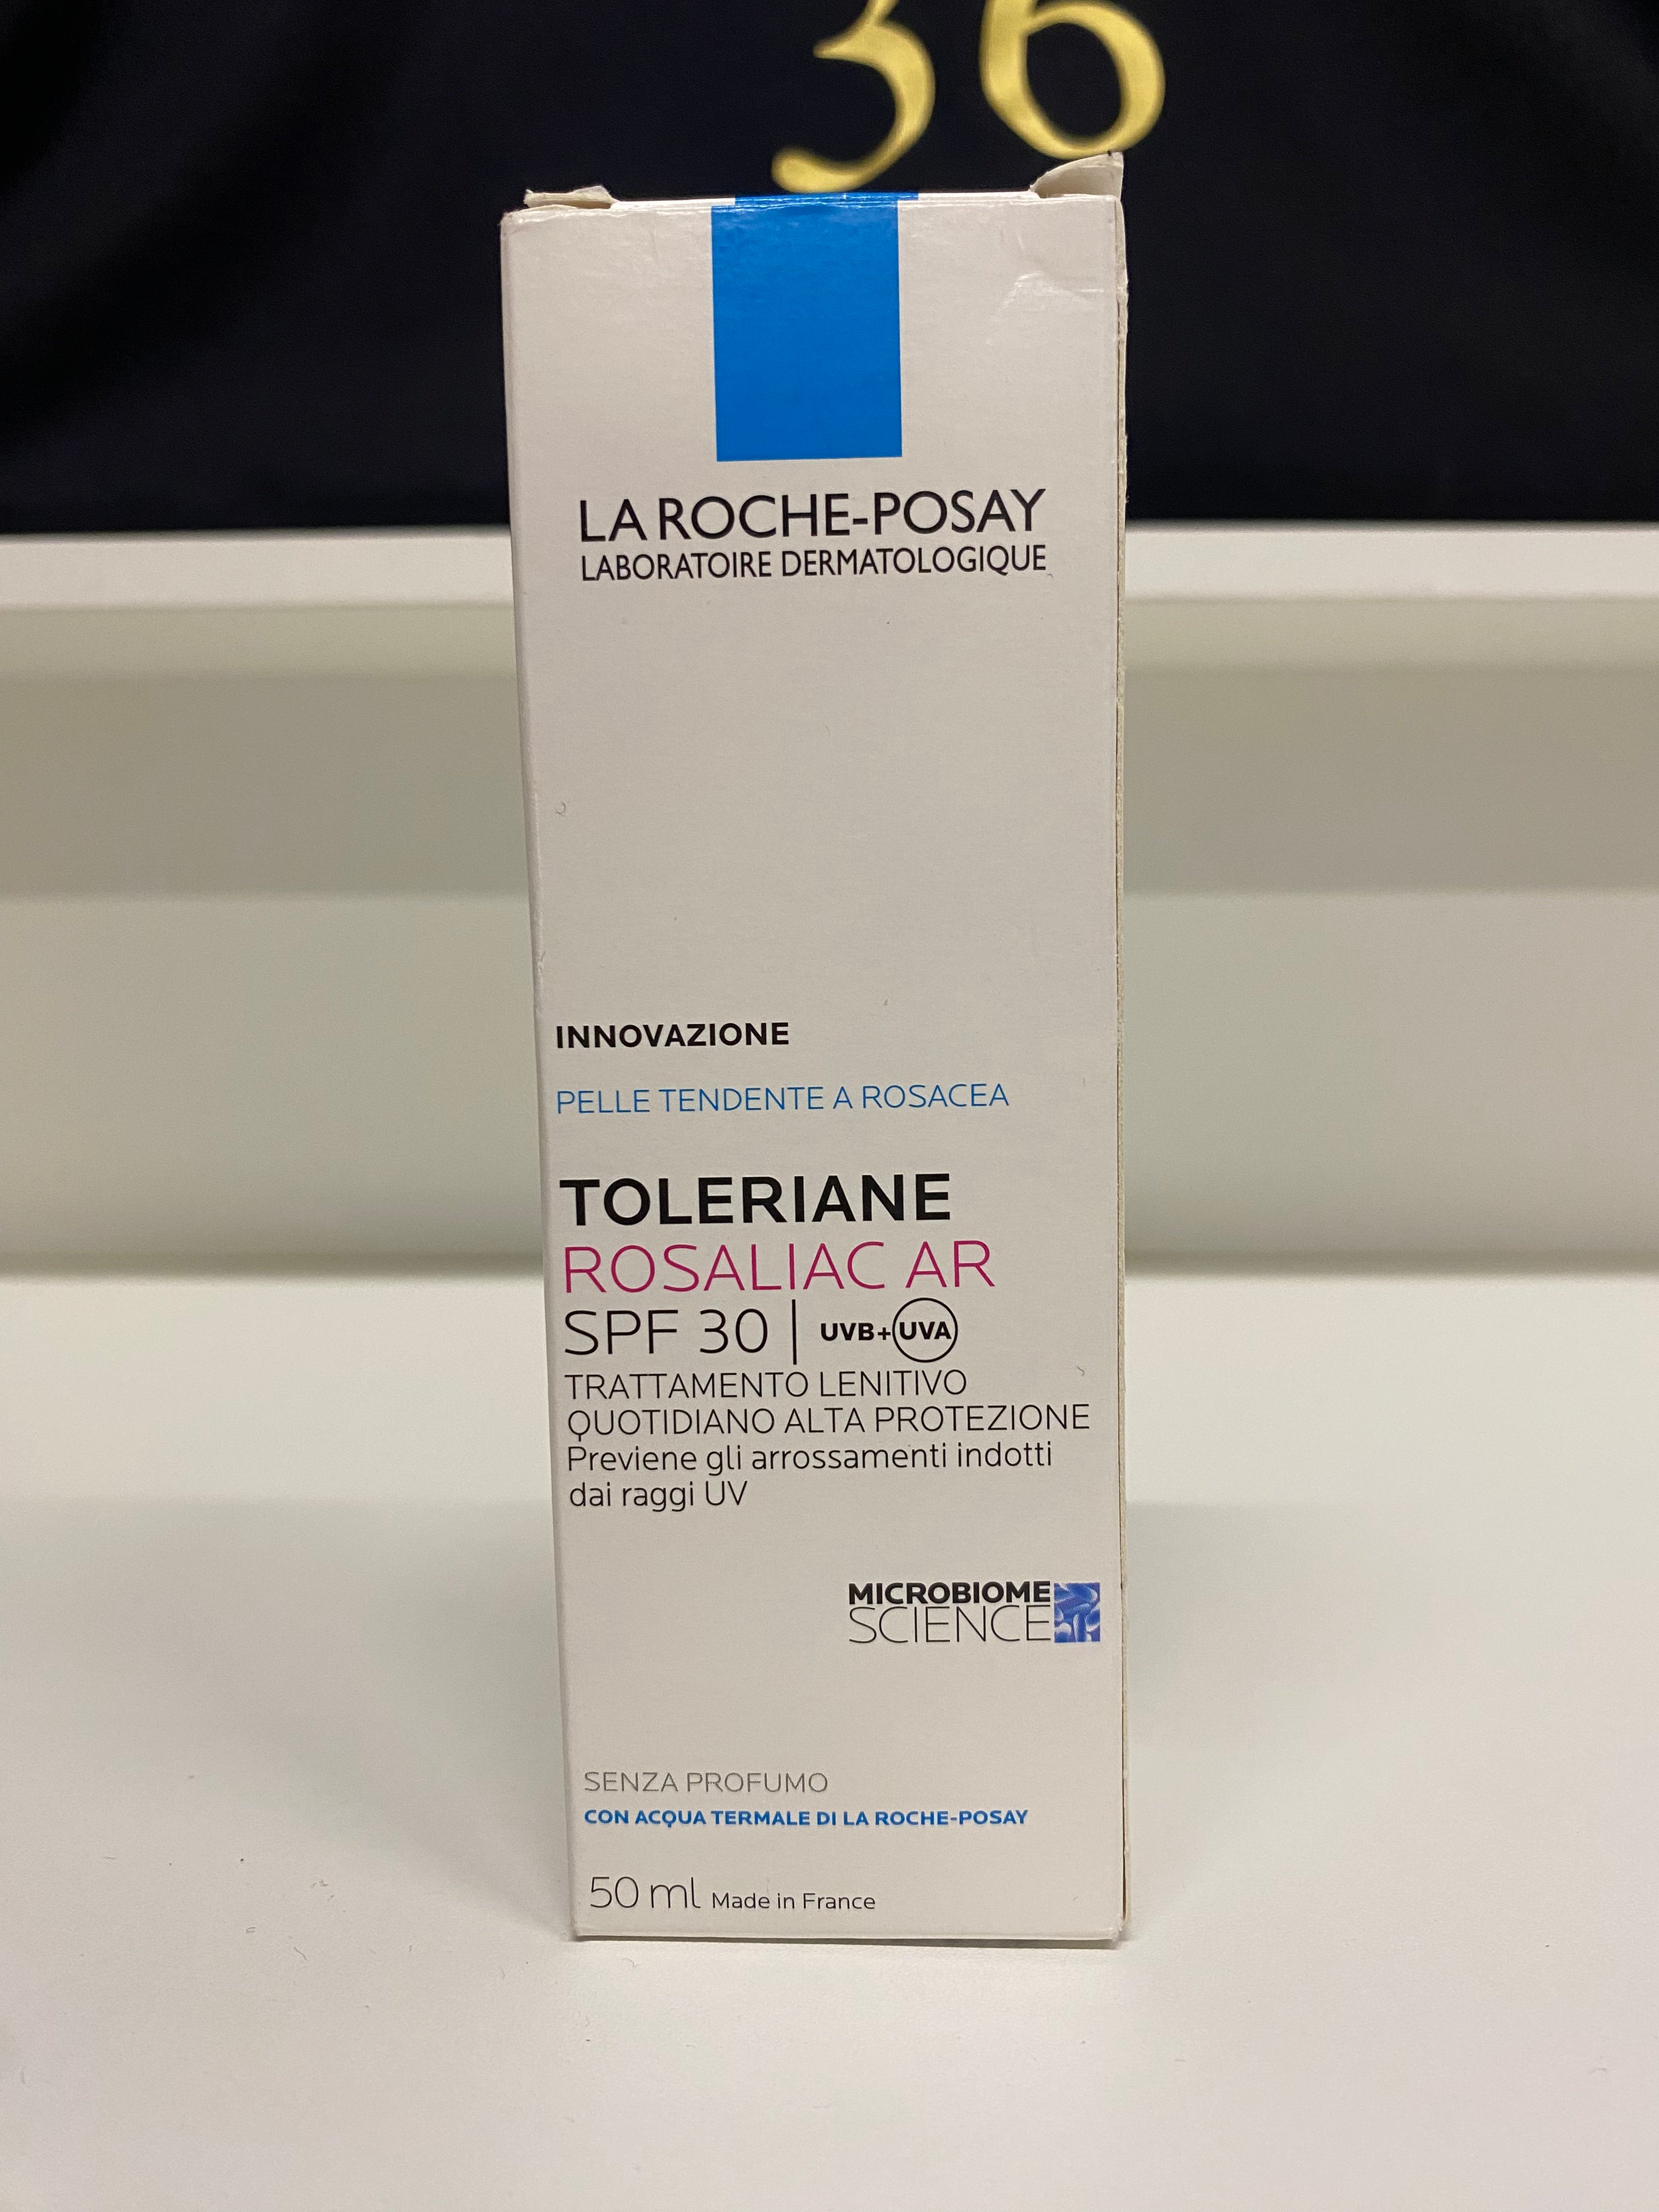 36
LA ROCHE-POSAY
LABORATOIRE DERMATOLOGIQUE
INNOVAZIONE
PELLE TENDENTE A ROSACEA
TOLERIANE
ROSALIAC AR
SPF 30 | UVB+UVA
TRATTAMENTO LENITIVO
QUOTIDIANO ALTA PROTEZIONE
Previene gli arrossamenti indotti
dai raggi UV
MICROBIOME
SCIENCE
SENZA PROFUMO
CON ACQUA TERMALE DI LA ROCHE-POSAY
50 ml Made in France